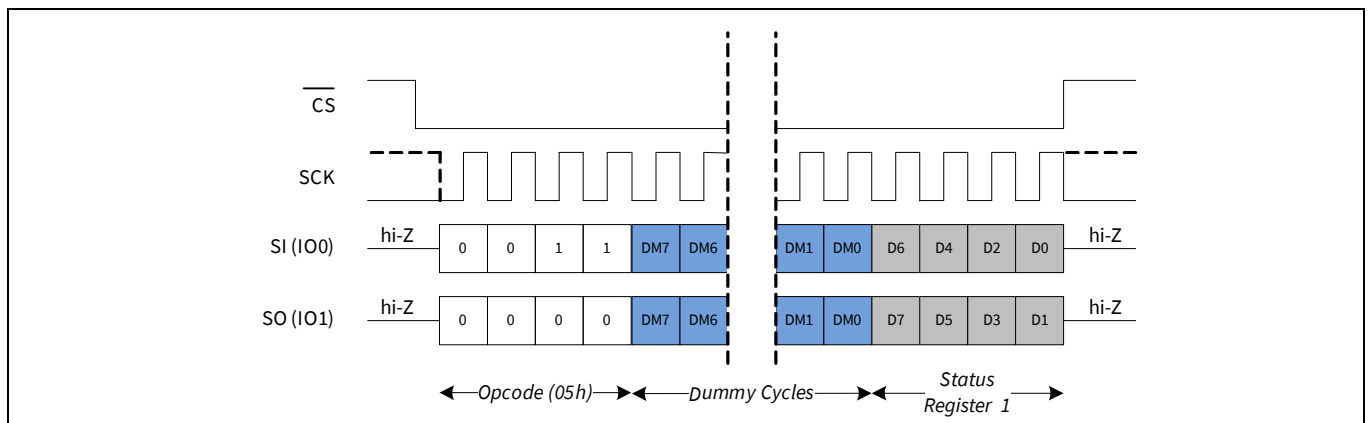 CS
SCK
SI (IO0) hi-Z 0 0 1 1 DM7 DM6 DM1 DM0 D6 D4 D2 D0 hi-Z
SO (IO1) hi-Z 0 0 0 0 DM7 DM6 DM1 DM0 D7 D5 D3 D1 hi-Z
Opcode (05h) Dummy Cycles Status
Register 1